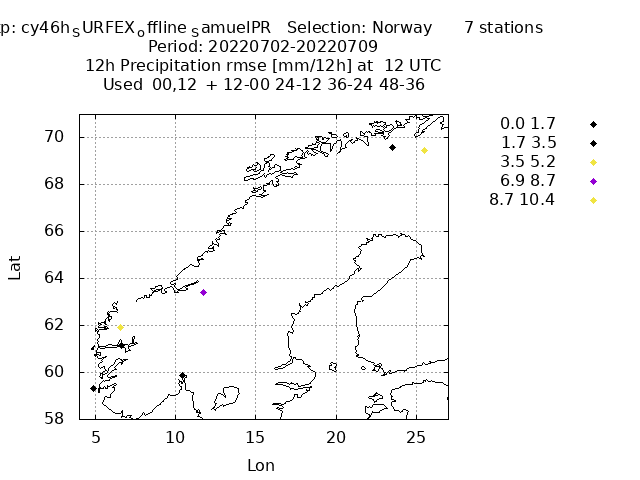 p: cy46h_SURFEX_offline_SamuelPR   Selection: Norway      7 stations
Period: 20220702-20220709
12h Precipitation rmse [mm/12h] at  12 UTC
Used  00,12  + 12-00 24-12 36-24 48-36
0.0 1.7
1.7 3.5
3.5 5.2
6.9 8.7
8.7 10.4
70
68
66
64
62
60
58
Lat
5 10 15 20 25
Lon